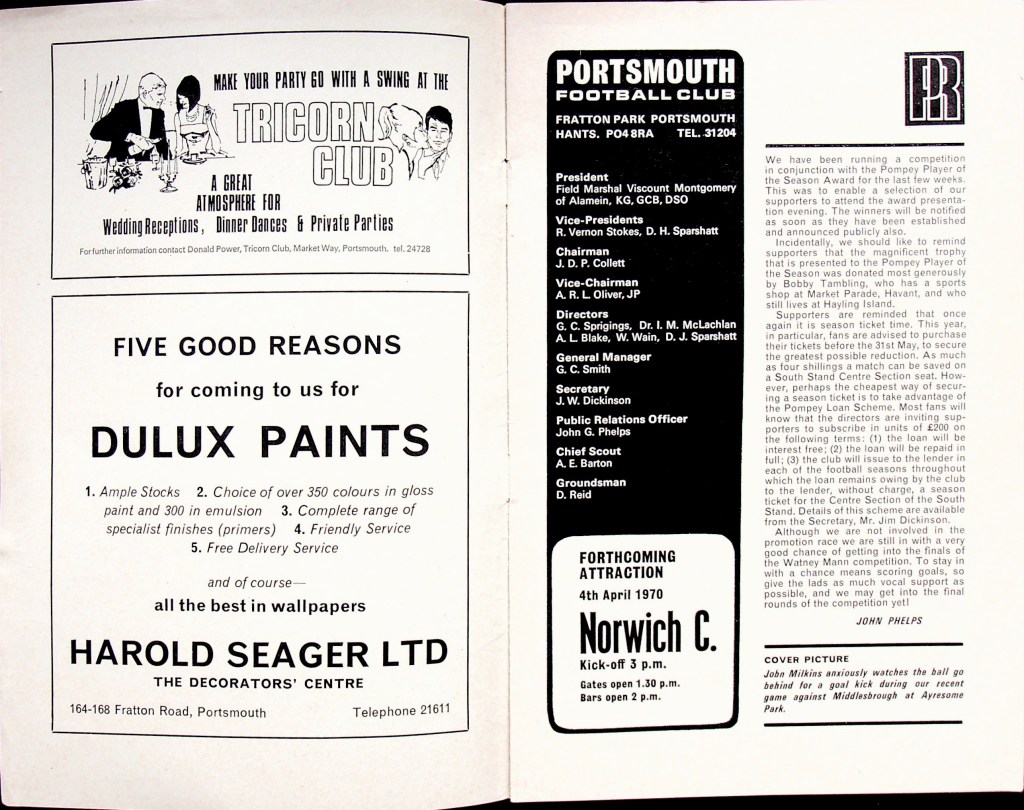 MAKE YOUR PARTY GO WITH A SWING AT THE
TRICORN
CLUB
A GREAT
ATMOSPHERE FOR
Wedding Receptions, Dinner Dances & Private Parties
For further information contact Donald Power, Tricorn Club, Market Way, Portsmouth. tel. 24728
FIVE GOOD REASONS
for coming to us for
DULUX PAINTS
1. Ample Stocks 2. Choice of over 350 colours in gloss
paint and 300 in emulsion 3. Complete range of
specialist finishes (primers) 4. Friendly Service
5. Free Delivery Service
and of course—
all the best in wallpapers
HAROLD SEAGER LTD
THE DECORATORS' CENTRE
164-168 Fratton Road, Portsmouth Telephone 21611
PORTSMOUTH
FOOTBALL CLUB
FRATTON PARK PORTSMOUTH
HANTS. PO4 8RA TEL. 31204
President
Field Marshal Viscount Montgomery
of Alamein, KG, GCB, DSO
Vice-Presidents
R. Vernon Stokes, D. H. Sparshatt
Chairman
J. D. P. Collett
Vice-Chairman
A. R. L. Oliver, JP
Directors
G. C. Sprigings, Dr. I. M. McLachlan
A. L. Blake, W. Wain, D. J. Sparshatt
General Manager
G. C. Smith
Secretary
J. W. Dickinson
Public Relations Officer
John G. Phelps
Chief Scout
A. E. Barton
Groundsman
D. Reid
FORTHCOMING
ATTRACTION
4th April 1970
Norwich C.
Kick-off 3 p.m.
Gates open 1.30 p.m.
Bars open 2 p.m.
PR
We have been running a competition
in conjunction with the Pompey Player of
the Season Award for the last few weeks.
This was to enable a selection of our
supporters to attend the award presenta-
tion evening. The winners will be notified
as soon as they have been established
and announced publicly also.
Incidentally, we should like to remind
supporters that the magnificent trophy
that is presented to the Pompey Player of
the Season was donated most generously
by Bobby Tambling, who has a sports
shop at Market Parade, Havant, and who
still lives at Hayling Island.
Supporters are reminded that once
again it is season ticket time. This year,
in particular, fans are advised to purchase
their tickets before the 31st May, to secure
the greatest possible reduction. As much
as four shillings a match can be saved on
a South Stand Centre Section seat. How-
ever, perhaps the cheapest way of secur-
ing a season ticket is to take advantage of
the Pompey Loan Scheme. Most fans will
know that the directors are inviting sup-
porters to subscribe in units of £200 on
the following terms: (1) the loan will be
interest free; (2) the loan will be repaid in
full; (3) the club will issue to the lender in
each of the football seasons throughout
which the loan remains owing by the club
to the lender, without charge, a season
ticket for the Centre Section of the South
Stand. Details of this scheme are available
from the Secretary, Mr. Jim Dickinson.
Although we are not involved in the
promotion race we are still in with a very
good chance of getting into the finals of
the Watney Mann competition. To stay in
with a chance means scoring goals, so
give the lads as much vocal support as
possible, and we may get into the final
rounds of the competition yet!
JOHN PHELPS
COVER PICTURE
John Milkins anxiously watches the ball go
behind for a goal kick during our recent
game against Middlesbrough at Ayresome
Park.